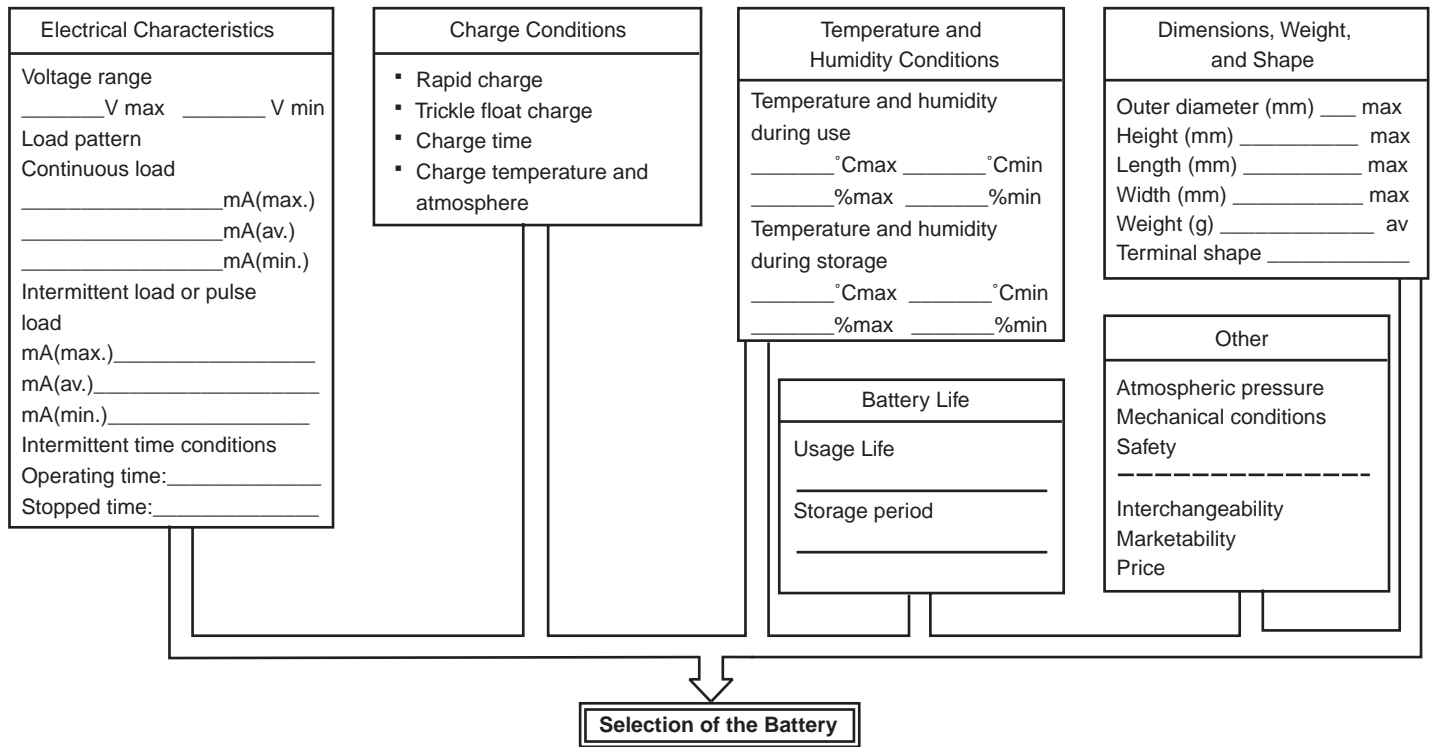 Electrical Characteristics
Voltage range
_______V max _______ V min
Load pattern
Continuous load
_________________mA(max.)
_________________mA(av.)
_________________mA(min.)
Intermittent load or pulse
load
mA(max.)_________________
mA(av.)___________________
mA(min.)_________________
Intermittent time conditions
Operating time:_____________
Stopped time:______________
Charge Conditions
▪ Rapid charge
▪ Trickle float charge
▪ Charge time
▪ Charge temperature and
atmosphere
Temperature and
Humidity Conditions
Temperature and humidity
during use
_______°Cmax _______°Cmin
_______%max _______%min
Temperature and humidity
during storage
_______°Cmax _______°Cmin
_______%max _______%min
Battery Life
Usage Life
Storage period
Dimensions, Weight,
and Shape
Outer diameter (mm) ___ max
Height (mm) __________ max
Length (mm) __________ max
Width (mm) ___________ max
Weight (g) _____________ av
Terminal shape ____________
Other
Atmospheric pressure
Mechanical conditions
Safety
Interchangeability
Marketability
Price
Selection of the Battery